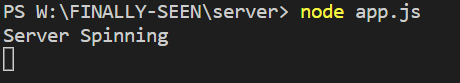 PS W:\FINALLY-SEEN\server> node app.js
Server Spinning